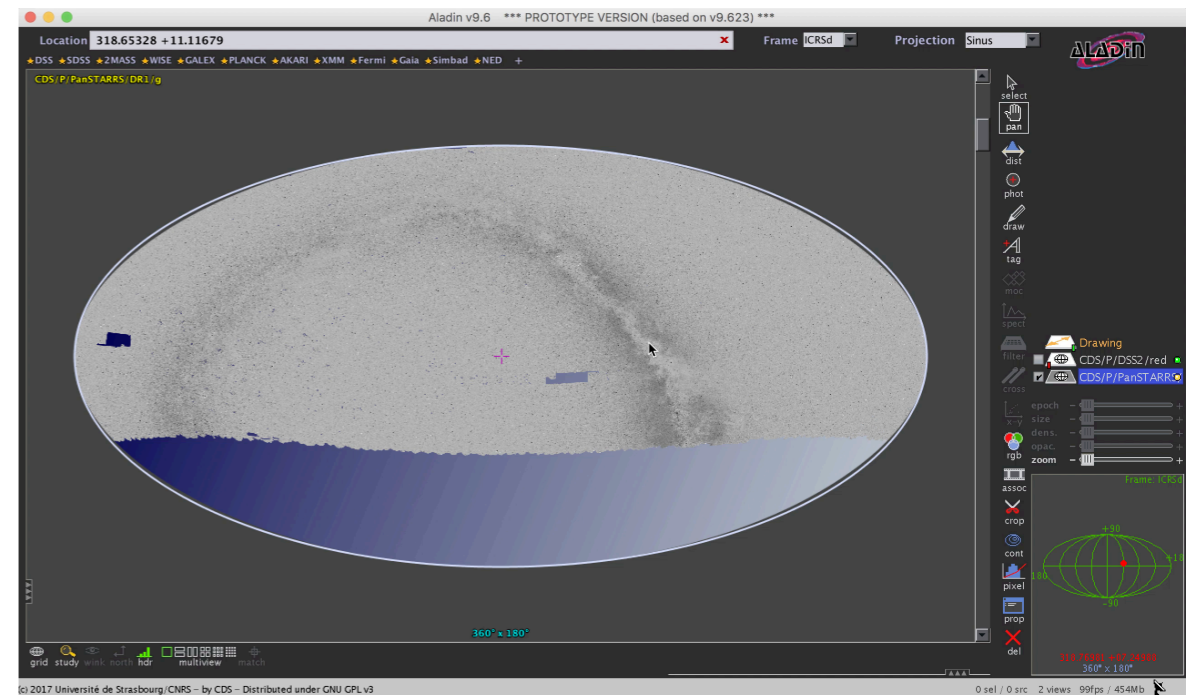 Aladin v9.6 *** PROTOTYPE VERSION (based on v9.623) ***
Location 318.65328 +11.11679 Frame ICRSd Projection Sinus
ALADIN
DSS SDSS 2MASS WISE GALEX PLANCK AKARI XMM Fermi Gaia Simbad NED +
CDS/P/PanSTARRS/DR1/g
select
pan
dist
phot
draw
tag
moc
spect
filter
cross
x-y
rgb
assoc
crop
cont
pixel
prop
del
Drawing
CDS/P/DSS2/red
CDS/P/PanSTARRS
epoch - +
size - +
dens. - +
opac. - +
zoom - +
Frame: ICRSd
+90
+18
180
-90
360° x 180°
360° x 180°
grid study wink north hdr multiview match
(c) 2017 Université de Strasbourg/CNRS - by CDS - Distributed under GNU GPL v3
0 sel / 0 src 2 views 99fps / 454Mb